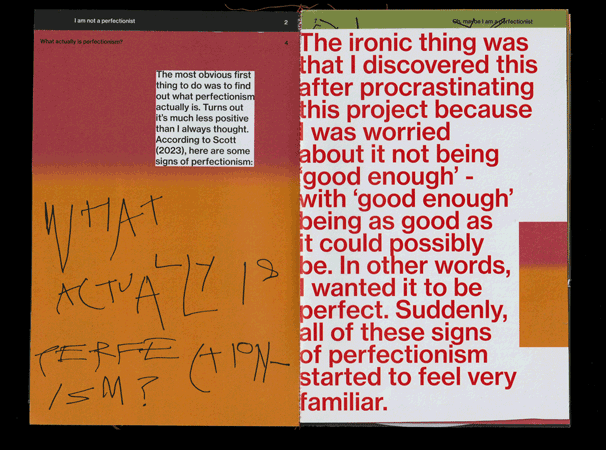 I am not a perfectionist
2
What actually is perfectionism?
4
The most obvious first
thing to do was to find
out what perfectionism
actually is. Turns out
it's much less positive
than I always thought.
According to Scott
(2023), here are some
signs of perfectionism:
WHAT
ACTUALLY IS
PERFECTION-
ISM?
Oh, maybe I am a perfectionist
The ironic thing was
that I discovered this
after procrastinating
this project because
I was worried
about it not being
‘good enough’ -
with ‘good enough’
being as good as
it could possibly
be. In other words,
I wanted it to be
perfect. Suddenly,
all of these signs
of perfectionism
started to feel very
familiar.